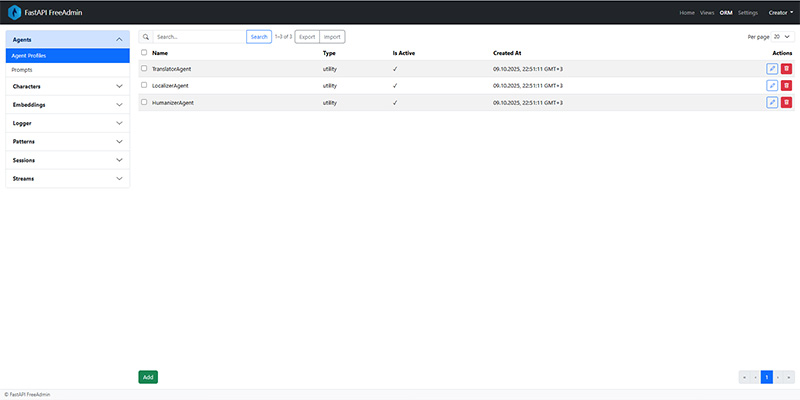 FastAPI FreeAdmin
Home Views ORM Settings Creator
Agents
Agent Profiles
Prompts
Characters
Embeddings
Logger
Patterns
Sessions
Streams
Search... Search 1–3 of 3 Export Import Per page 20
Name Type Is Active Created At Actions
TranslatorAgent utility ✓ 09.10.2025, 22:51:11 GMT+3
LocalizerAgent utility ✓ 09.10.2025, 22:51:11 GMT+3
HumanizerAgent utility ✓ 09.10.2025, 22:51:11 GMT+3
Add « ‹ 1 › »
© FastAPI FreeAdmin